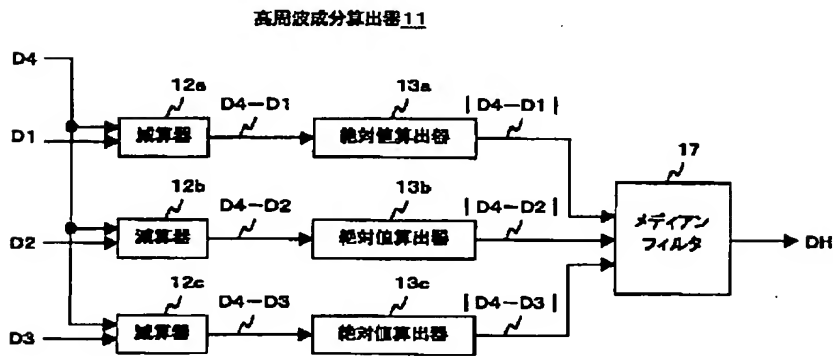 高周波成分算出器11
D4
12a
D4−D1
13a
|D4−D1|
D1
減算器
絶対値算出器
17
12b
D4−D2
13b
|D4−D2|
D2
減算器
絶対値算出器
メディアン
フィルタ
DH
12c
D4−D3
13c
|D4−D3|
D3
減算器
絶対値算出器